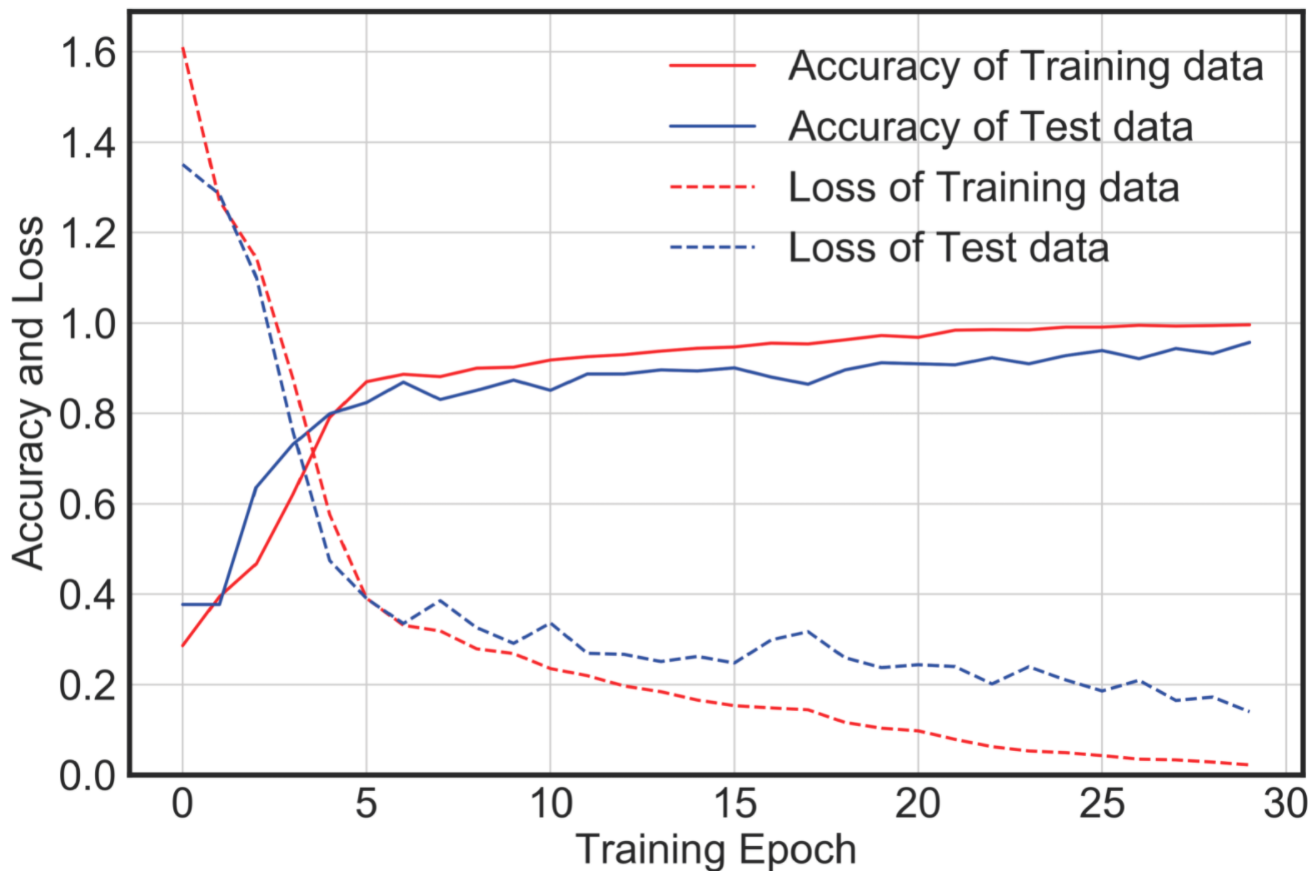 1.6
1.4
1.2
1.0
0.8
0.6
0.4
0.2
0.0
Accuracy and Loss
Accuracy of Training data
Accuracy of Test data
Loss of Training data
Loss of Test data
0 5 10 15 20 25 30
Training Epoch